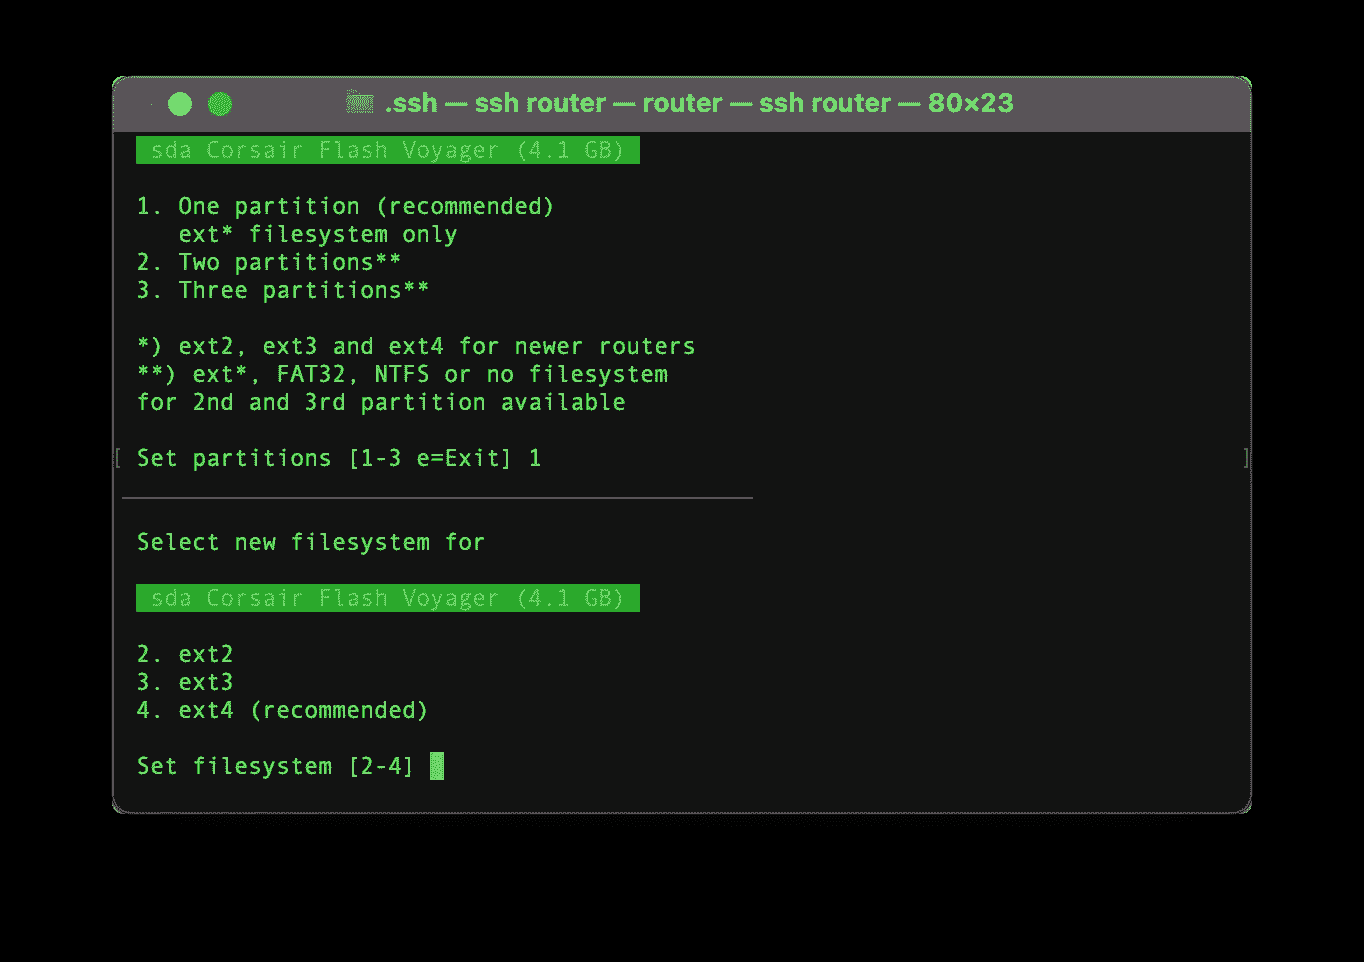 .ssh — ssh router — router — ssh router — 80×23
sda Corsair Flash Voyager (4.1 GB)
1. One partition (recommended)
ext* filesystem only
2. Two partitions**
3. Three partitions**
*) ext2, ext3 and ext4 for newer routers
**) ext*, FAT32, NTFS or no filesystem
for 2nd and 3rd partition available
[ Set partitions [1-3 e=Exit] 1 ]
Select new filesystem for
sda Corsair Flash Voyager (4.1 GB)
2. ext2
3. ext3
4. ext4 (recommended)
Set filesystem [2-4]